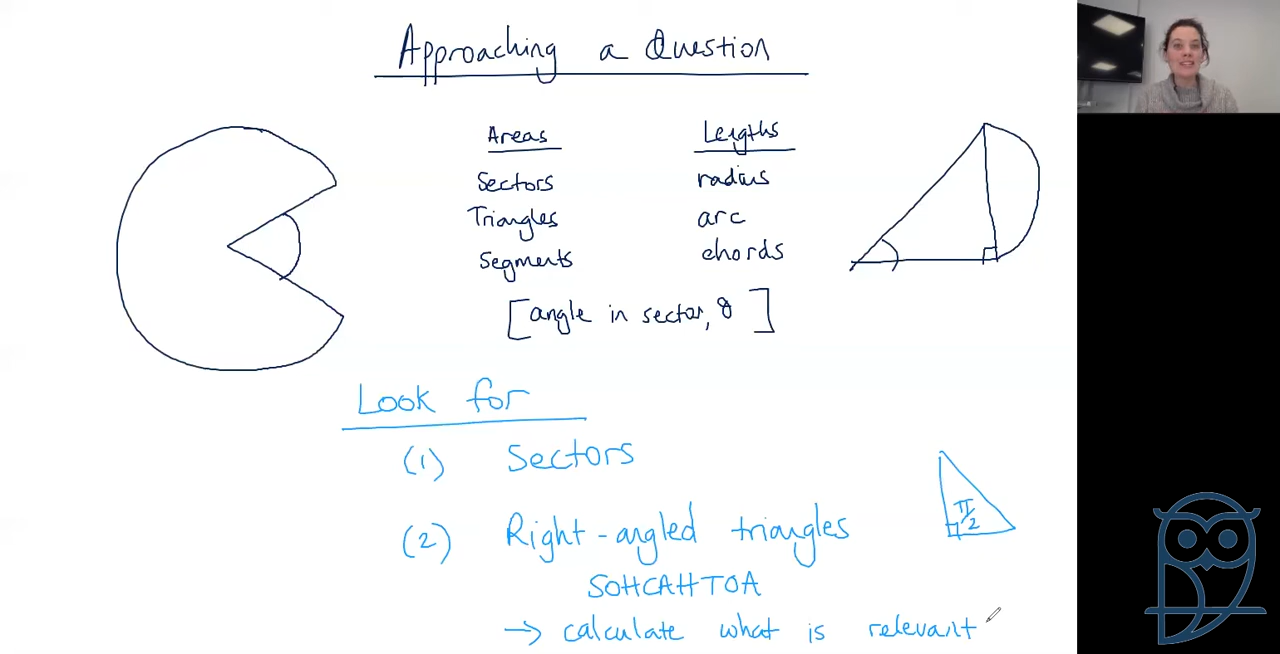 Approaching a Question
Areas
Sectors
Triangles
Segments
Lengths
radius
arc
chords
[angle in sector, θ]
Look for
(1) Sectors
(2) Right-angled triangles
π/2
SOHCAHTOA
→ calculate what is relevant